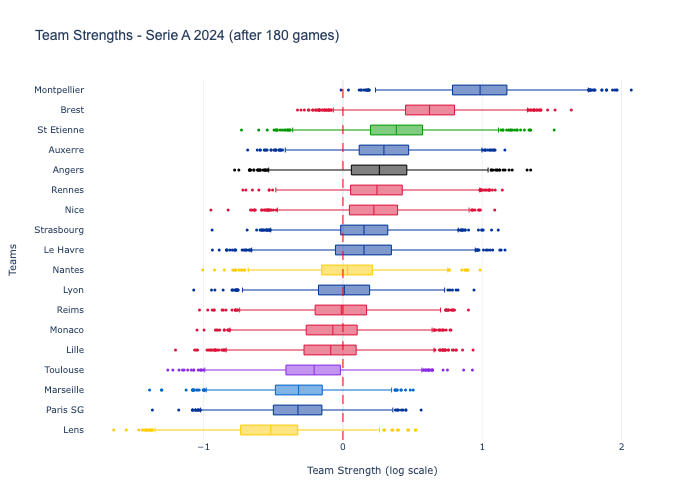 Team Strengths - Serie A 2024 (after 180 games)
Montpellier
Brest
St Etienne
Auxerre
Angers
Rennes
Nice
Strasbourg
Le Havre
Nantes
Lyon
Reims
Monaco
Lille
Toulouse
Marseille
Paris SG
Lens
Teams
−1
0
1
2
Team Strength (log scale)